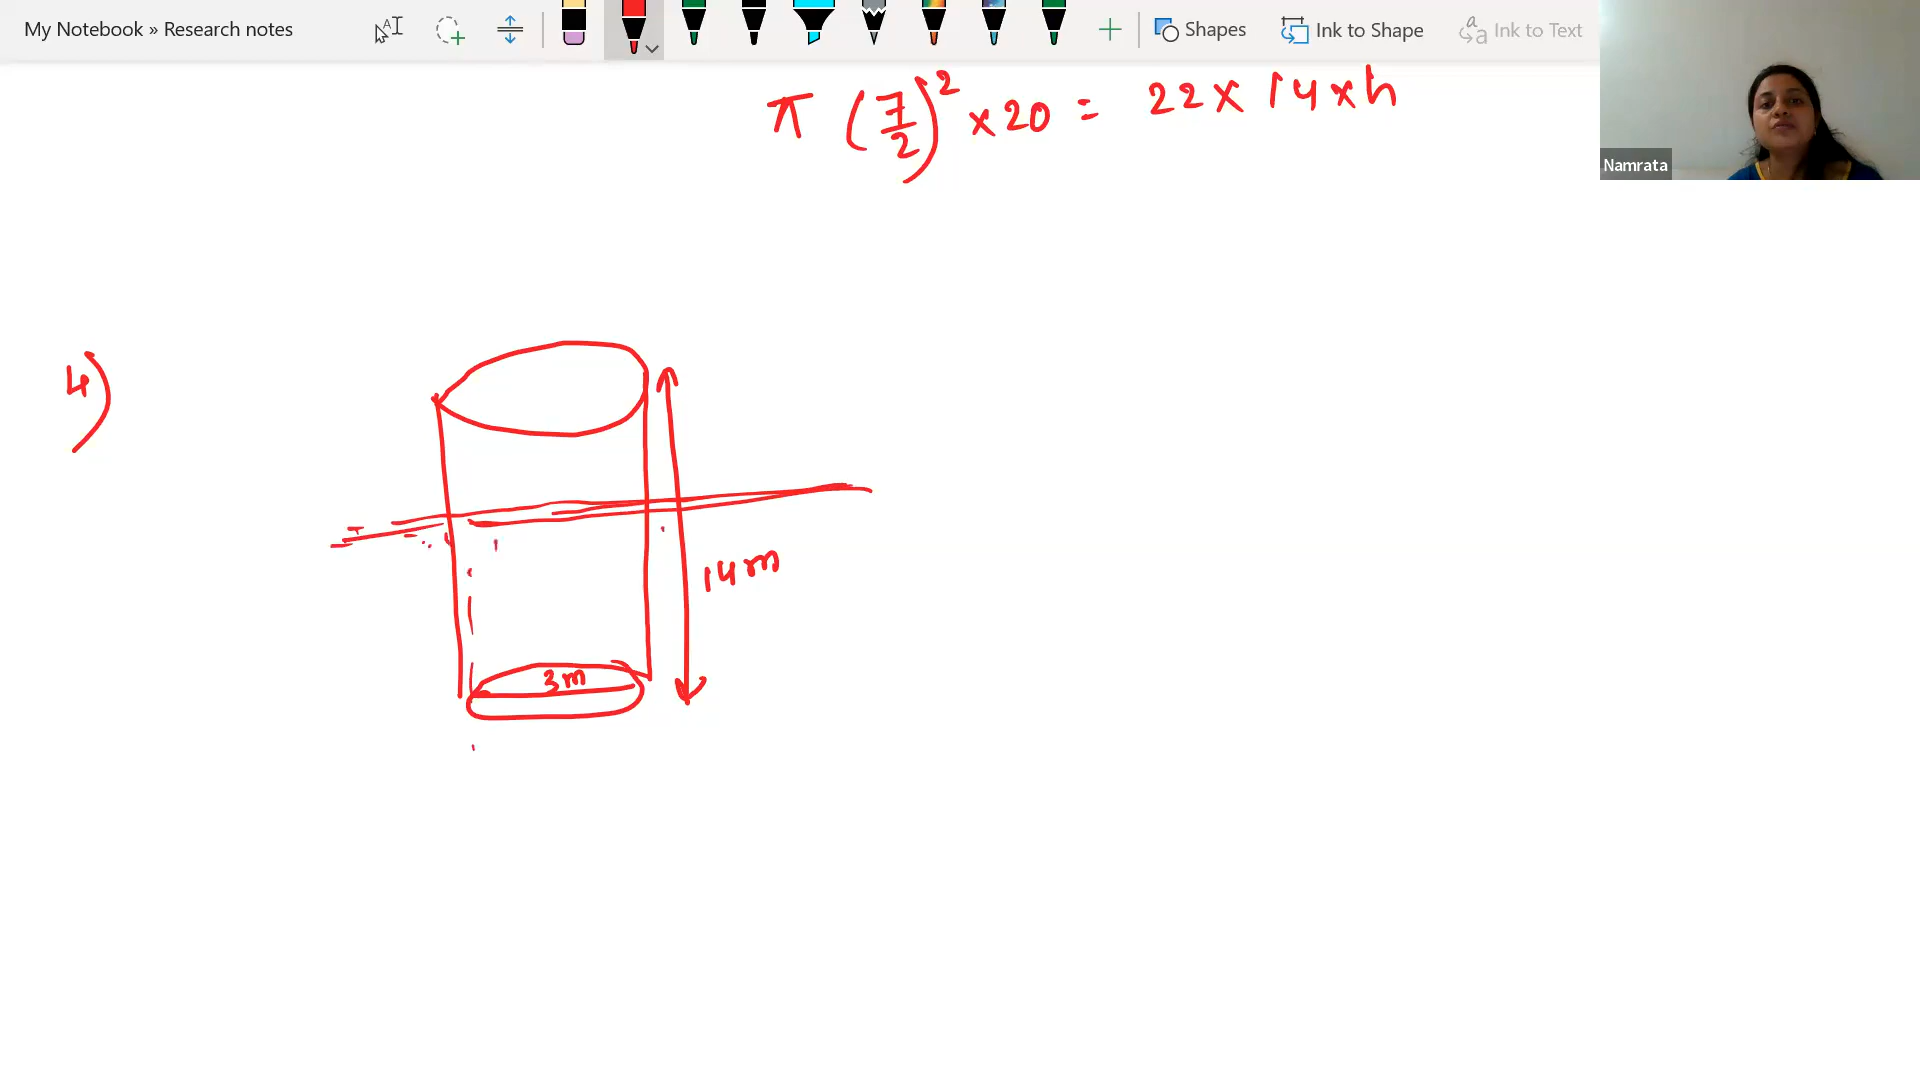 My Notebook » Research notes
Shapes
Ink to Shape
Ink to Text
Namrata
π (7/2)² × 20 = 22 × 14 × h
4)
14m
3m